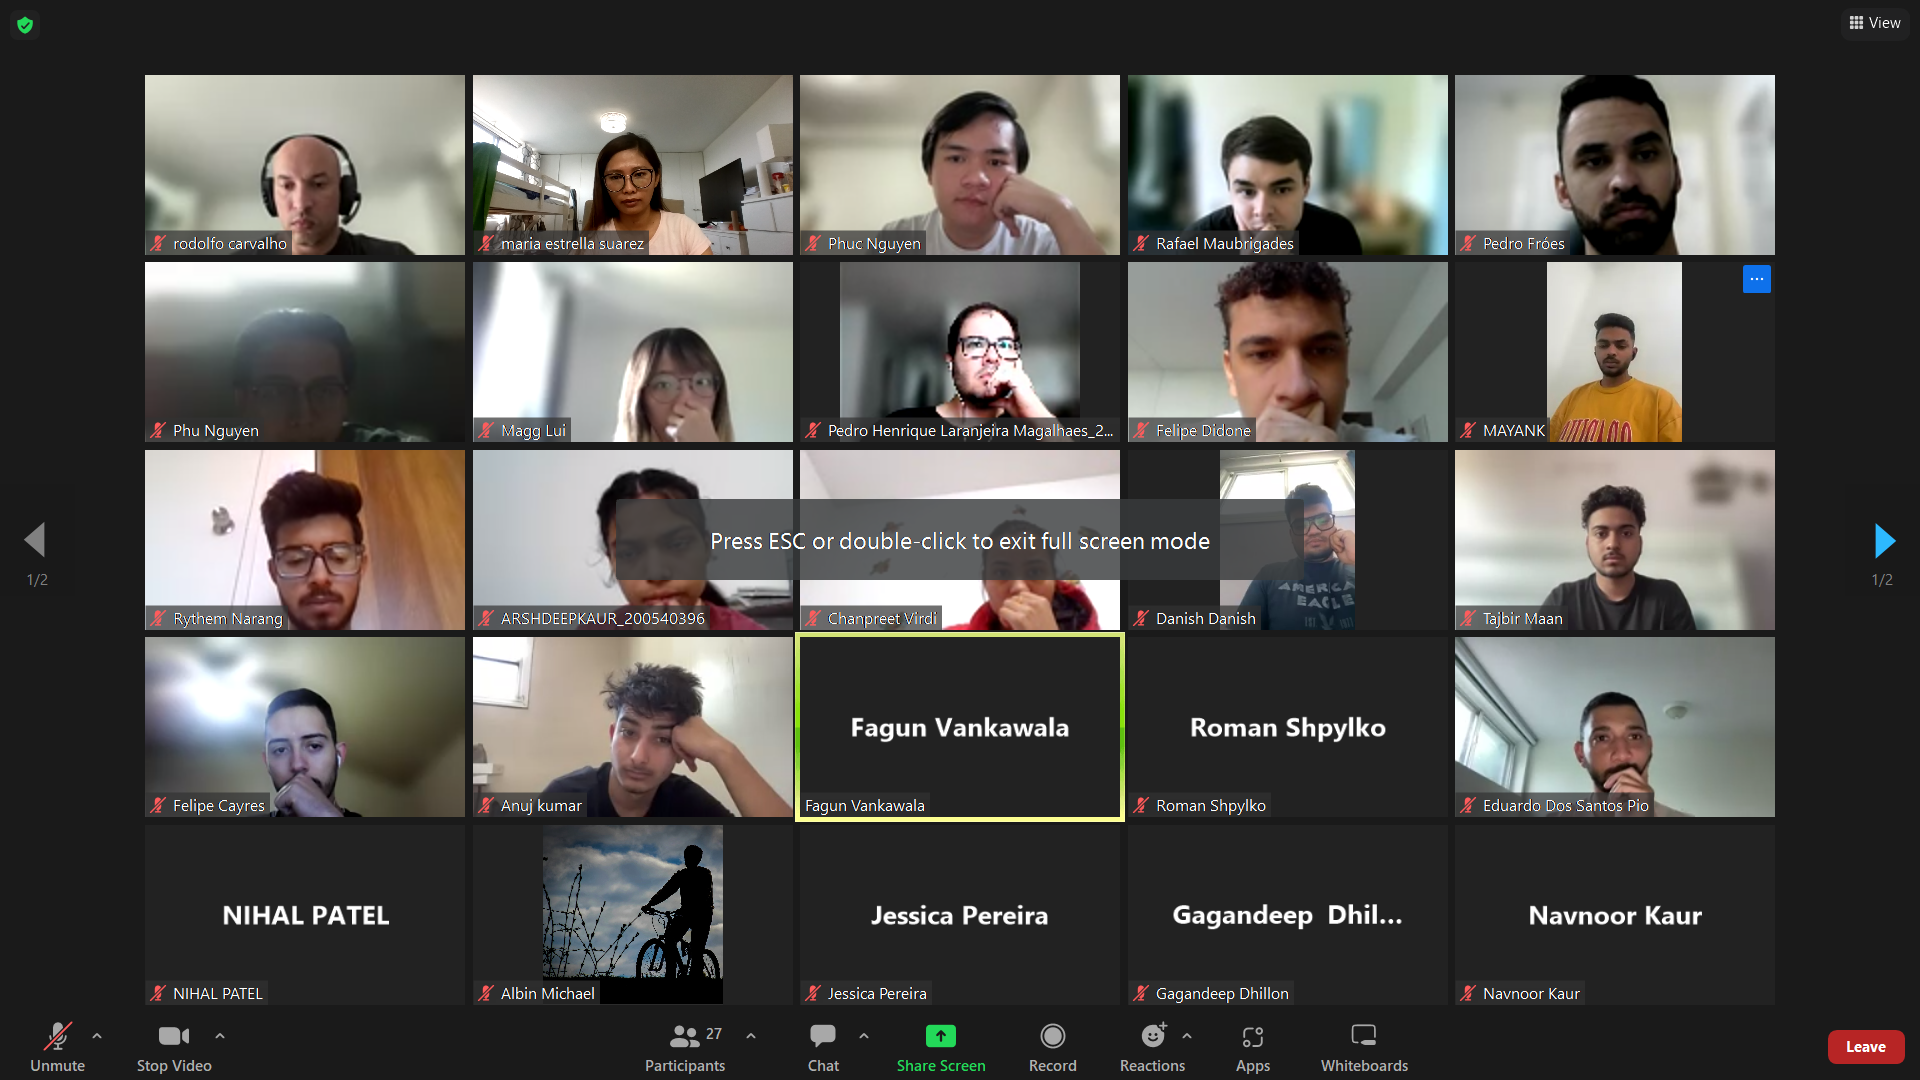 View
rodolfo carvalho
maria estrella suarez
Phuc Nguyen
Rafael Maubrigades
Pedro Fróes
Phu Nguyen
Magg Lui
Pedro Henrique Laranjeira Magalhaes_2...
Felipe Didone
MAYANK
Press ESC or double-click to exit full screen mode
AMERICA
EAGLE
1/2
1/2
Rythem Narang
ARSHDEEPKAUR_200540396
Chanpreet Virdi
Danish Danish
Tajbir Maan
Fagun Vankawala
Roman Shpylko
Felipe Cayres
Anuj kumar
Fagun Vankawala
Roman Shpylko
Eduardo Dos Santos Pio
NIHAL PATEL
Jessica Pereira
Gagandeep Dhil...
Navnoor Kaur
NIHAL PATEL
Albin Michael
Jessica Pereira
Gagandeep Dhillon
Navnoor Kaur
27
Unmute
Stop Video
Participants
Chat
Share Screen
Record
Reactions
Apps
Whiteboards
Leave